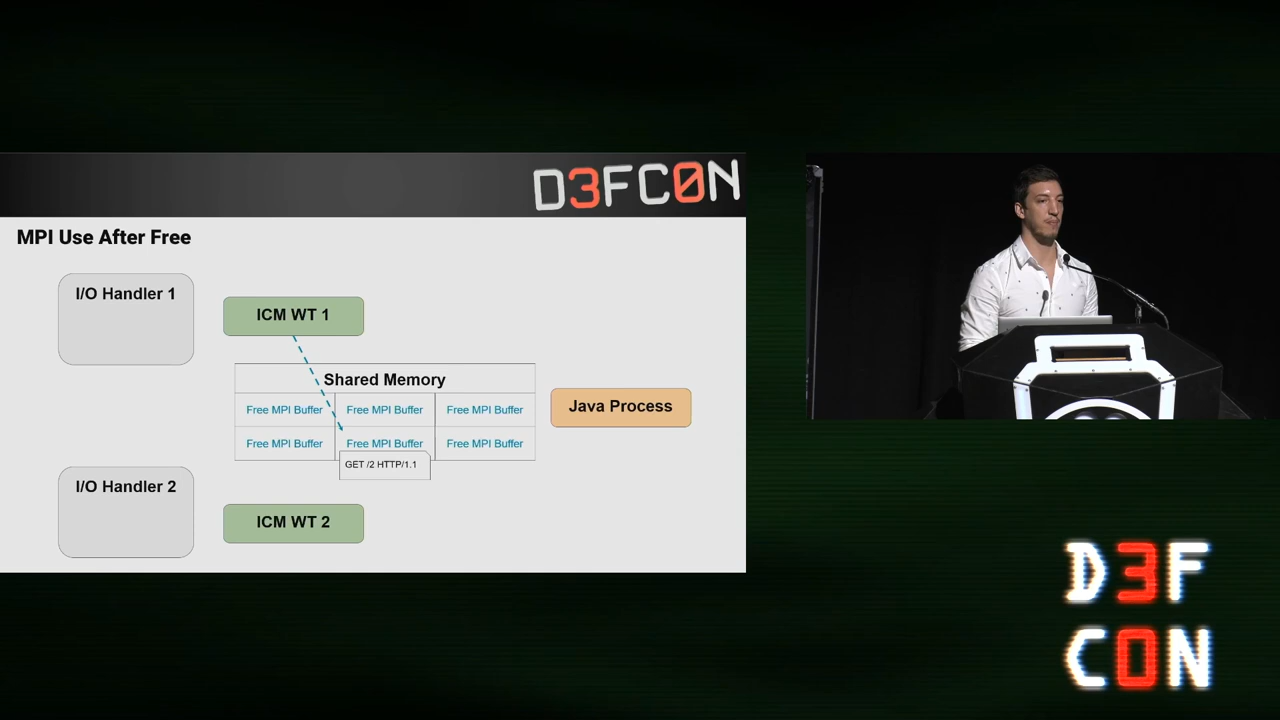 D3FC0N
MPI Use After Free
I/O Handler 1
ICM WT 1
Shared Memory
Free MPI Buffer Free MPI Buffer Free MPI Buffer
Free MPI Buffer Free MPI Buffer Free MPI Buffer
GET /2 HTTP/1.1
Java Process
I/O Handler 2
ICM WT 2
D3F
C0N